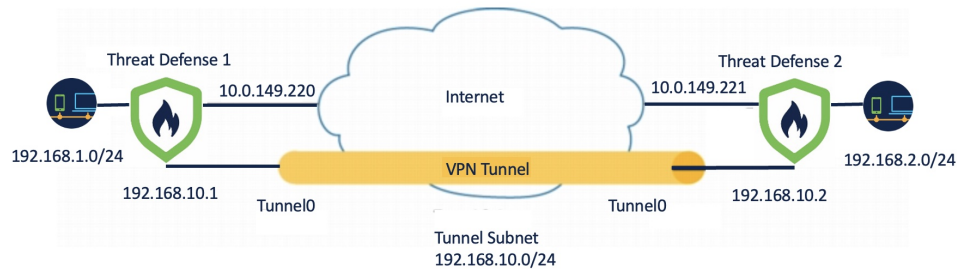 Threat Defense 1
Threat Defense 2
10.0.149.220
Internet
10.0.149.221
192.168.1.0/24
192.168.2.0/24
VPN Tunnel
192.168.10.1
192.168.10.2
Tunnel0
Tunnel0
Tunnel Subnet
192.168.10.0/24